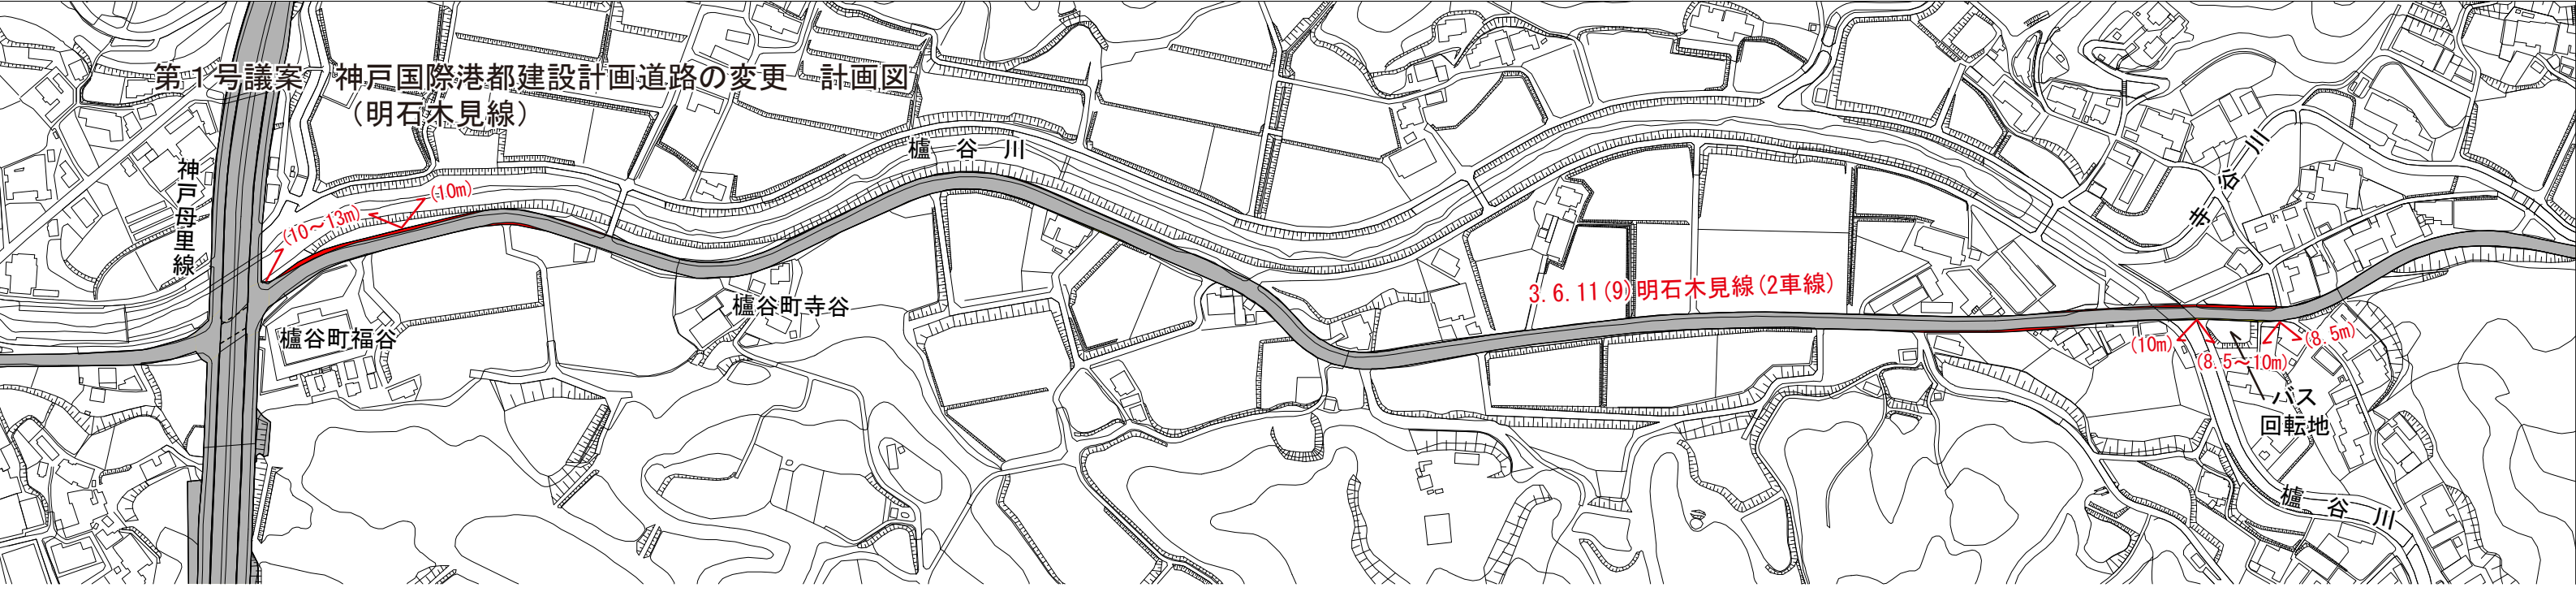 第１号議案　神戸国際港都建設計画道路の変更　計画図
（明石木見線）
神戸母里線
(10～13m)
(10m)
櫨谷川
櫨谷町福谷
櫨谷町寺谷
3.6.11(9)明石木見線(2車線)
寺谷川
(10m)
(8.5～10m)
(8.5m)
バス
回転地
櫨谷川